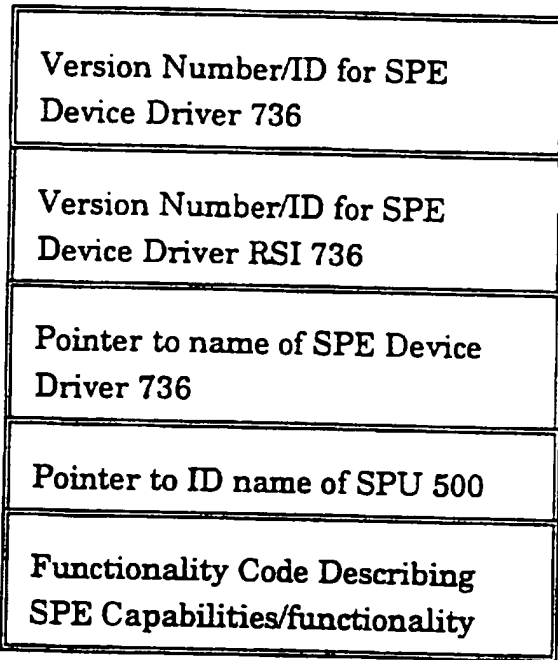 Version Number/ID for SPE
Device Driver 736
Version Number/ID for SPE
Device Driver RSI 736
Pointer to name of SPE Device
Driver 736
Pointer to ID name of SPU 500
Functionality Code Describing
SPE Capabilities/functionality